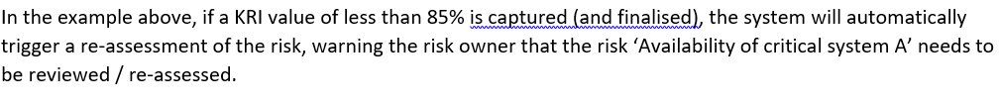 In the example above, if a KRI value of less than 85% is captured (and finalised), the system will automatically
trigger a re-assessment of the risk, warning the risk owner that the risk ‘Availability of critical system A’ needs to
be reviewed / re-assessed.